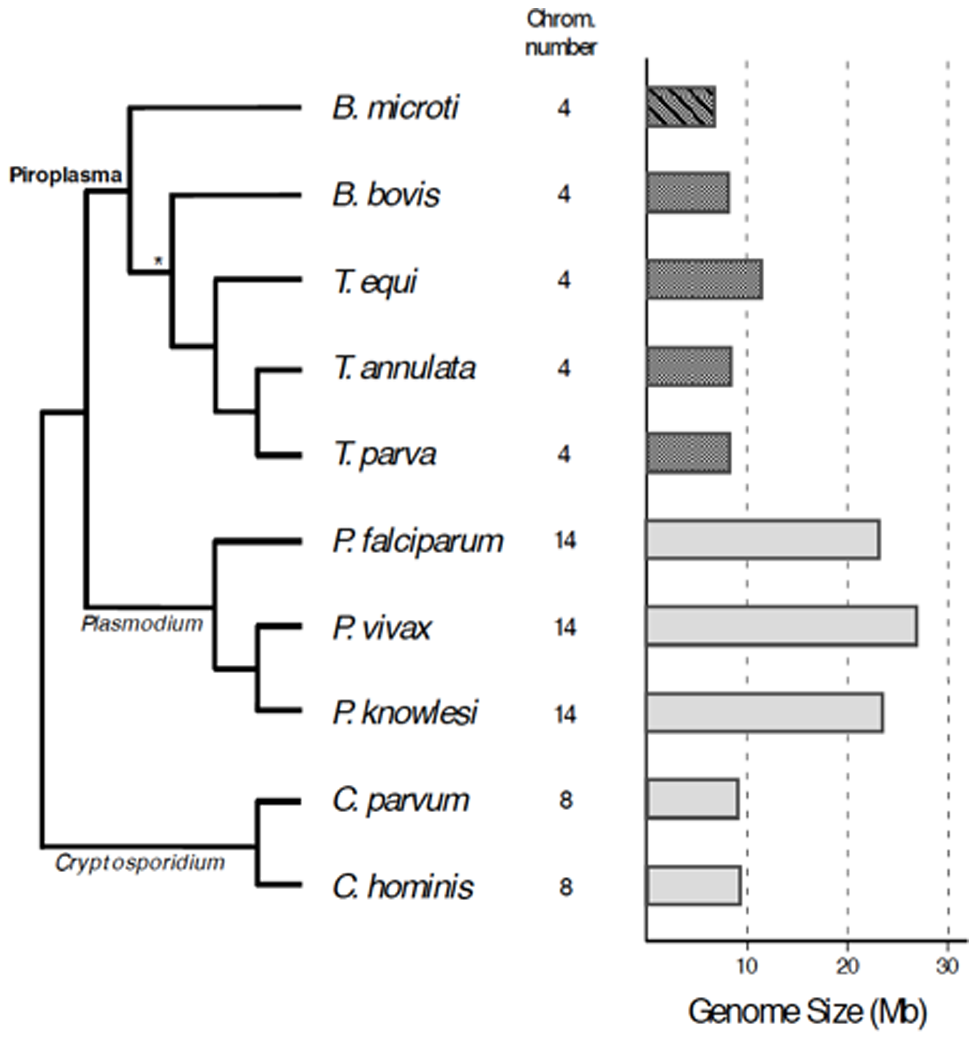 Chrom.
number
B. microti 4
Piroplasma
B. bovis 4
*
T. equi 4
T. annulata 4
T. parva 4
P. falciparum 14
Plasmodium
P. vivax 14
P. knowlesi 14
C. parvum 8
Cryptosporidium
C. hominis 8
10 20 30
Genome Size (Mb)